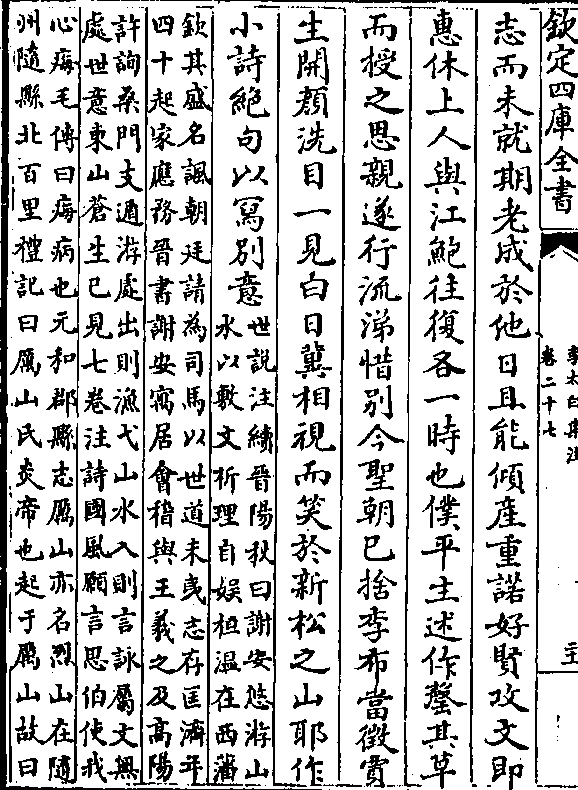 欽定四庫全書
李太白集注
卷二十七
志而未就期老成於他日且能傾産重諾好賢攻文即
惠休上人與江鮑往復各一時也僕平生述作罄其草
而授之思親遂行流涕惜別今聖朝已捨季布當徵賈
生開顔洗目一見白日冀相視而笑於新松之山耶作
小詩絶句以寫別意
世說注續晉陽秋曰謝安悠游山
水以敷文析理自娛桓溫在西藩
欽其盛名諷朝廷請為司馬以世道未夷志存匡濟年
四十起家應務晉書謝安寓居會稽與王羲之及高陽
許詢桑門支遁游處出則漁弋山水入則言詠屬文無
處世意東山蒼生已見七卷注詩國風願言思伯使我
心痗毛傳曰痗病也元和郡縣志厲山亦名烈山在隨
州隨縣北百里禮記曰厲山氏炎帝也起于厲山故曰